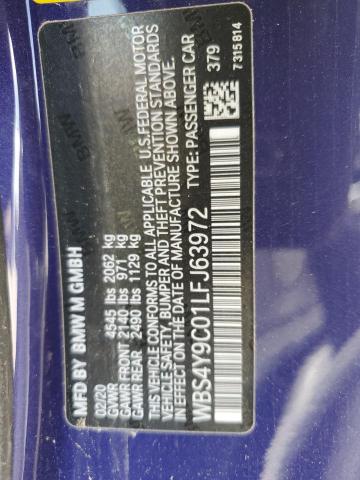 MFD BY: BMW M GMBH
02/20
GVWR 4545 lbs 2062 kg
GAWR FRONT 2140 lbs 971 kg
GAWR REAR 2490 lbs 1129 kg
THIS VEHICLE CONFORMS TO ALL APPLICABLE U.S.FEDERAL MOTOR
VEHICLE SAFETY, BUMPER AND THEFT PREVENTION STANDARDS
IN EFFECT ON THE DATE OF MANUFACTURE SHOWN ABOVE.
WBS4Y9C01LFJ63972 TYPE: PASSENGER CAR
379
7315814